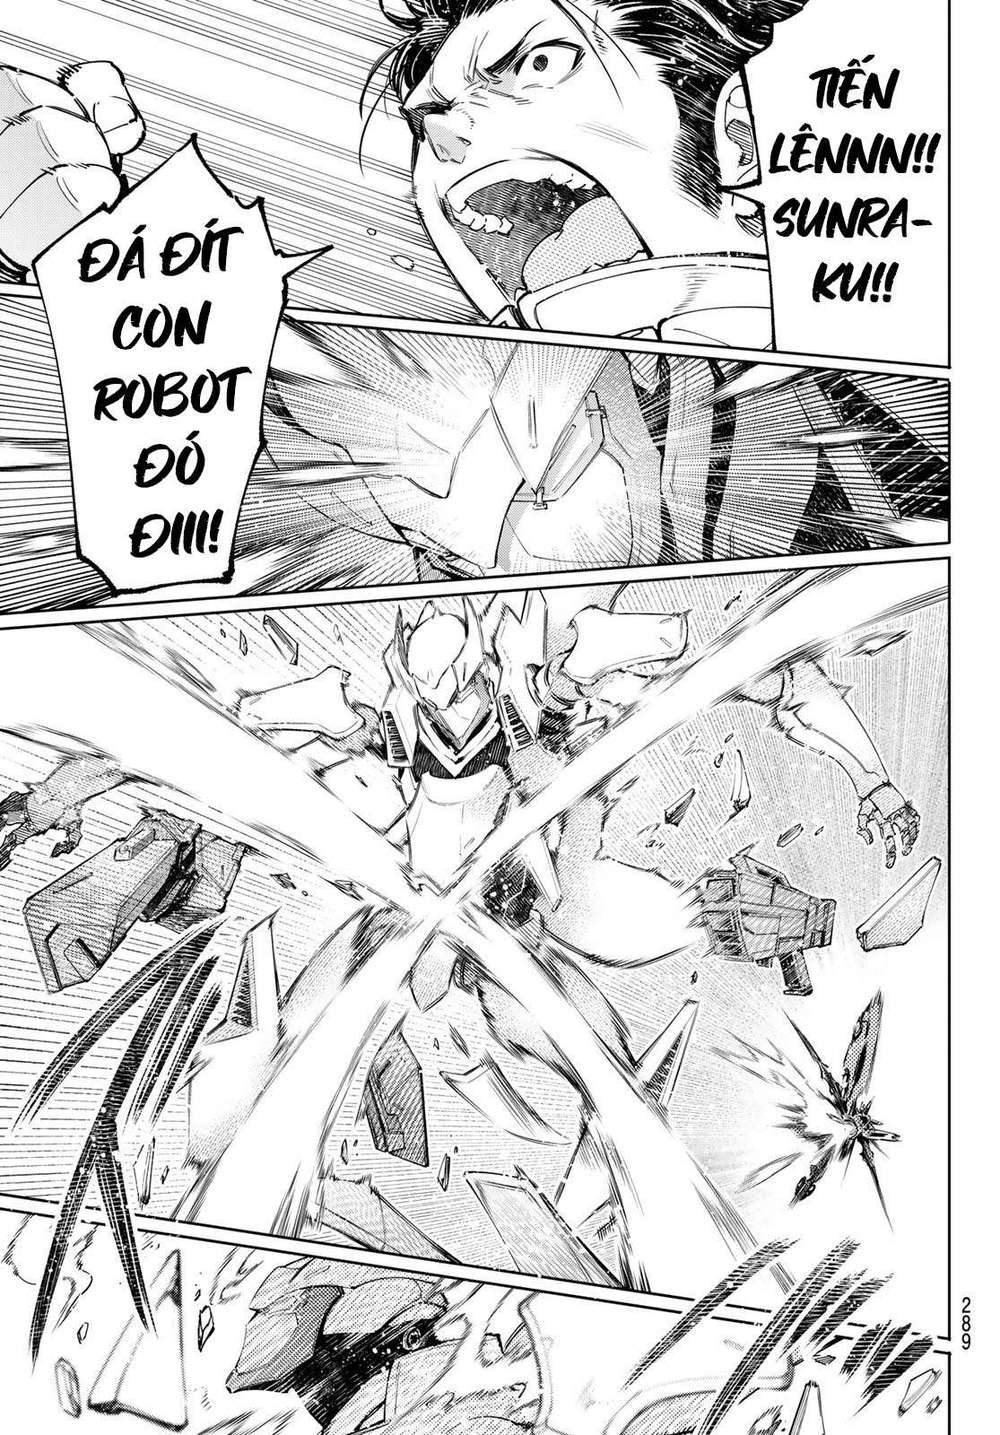 TIẾN
LÊNNN!!
SUNRA-
KU!!
ĐÁ ĐÍT
CON
ROBOT
ĐÓ
ĐIII!
289